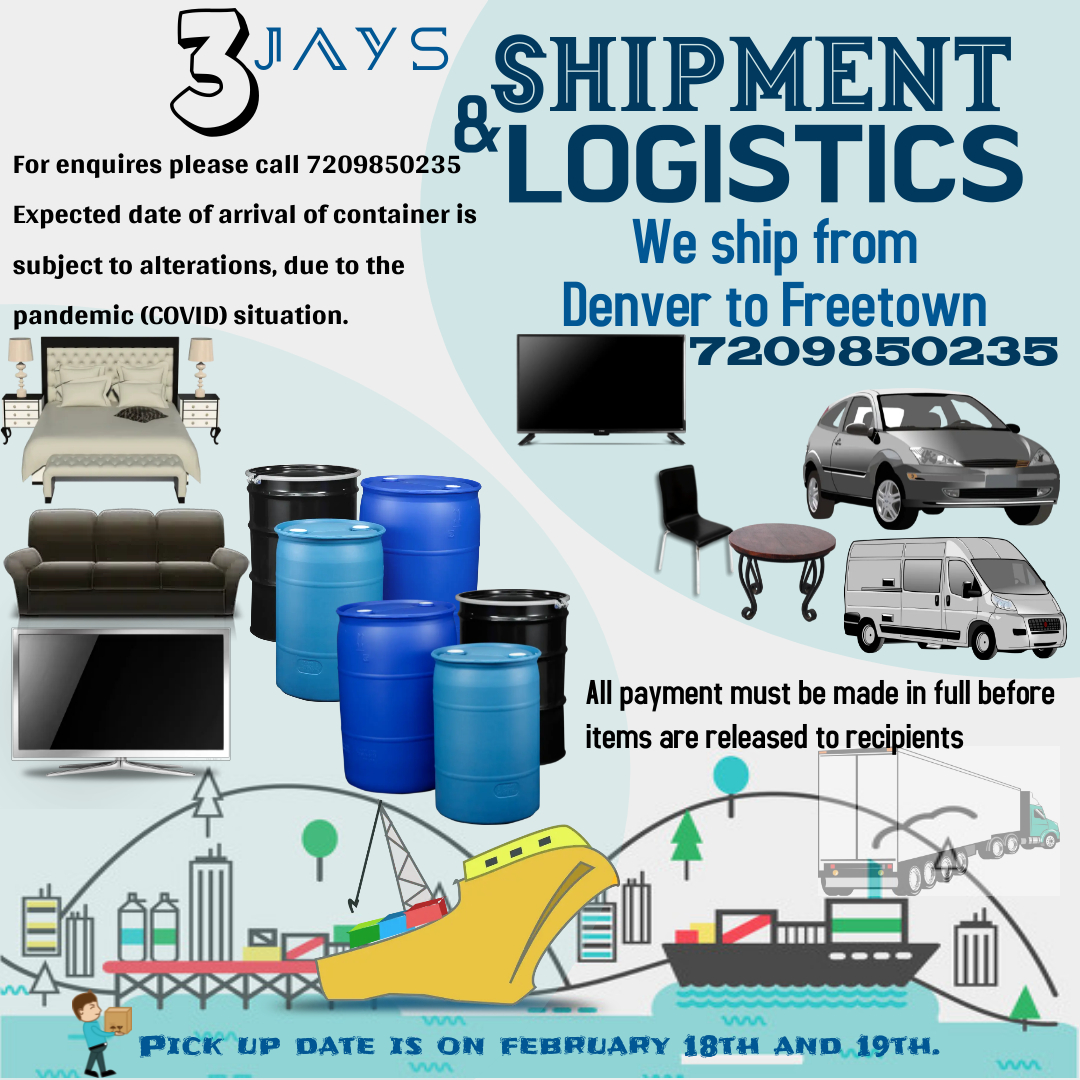 3 JAYS
SHIPMENT
& LOGISTICS
For enquires please call 7209850235
Expected date of arrival of container is
subject to alterations, due to the
pandemic (COVID) situation.
We ship from
Denver to Freetown
7209850235
All payment must be made in full before
items are released to recipients
Pick up date is on february 18th and 19th.